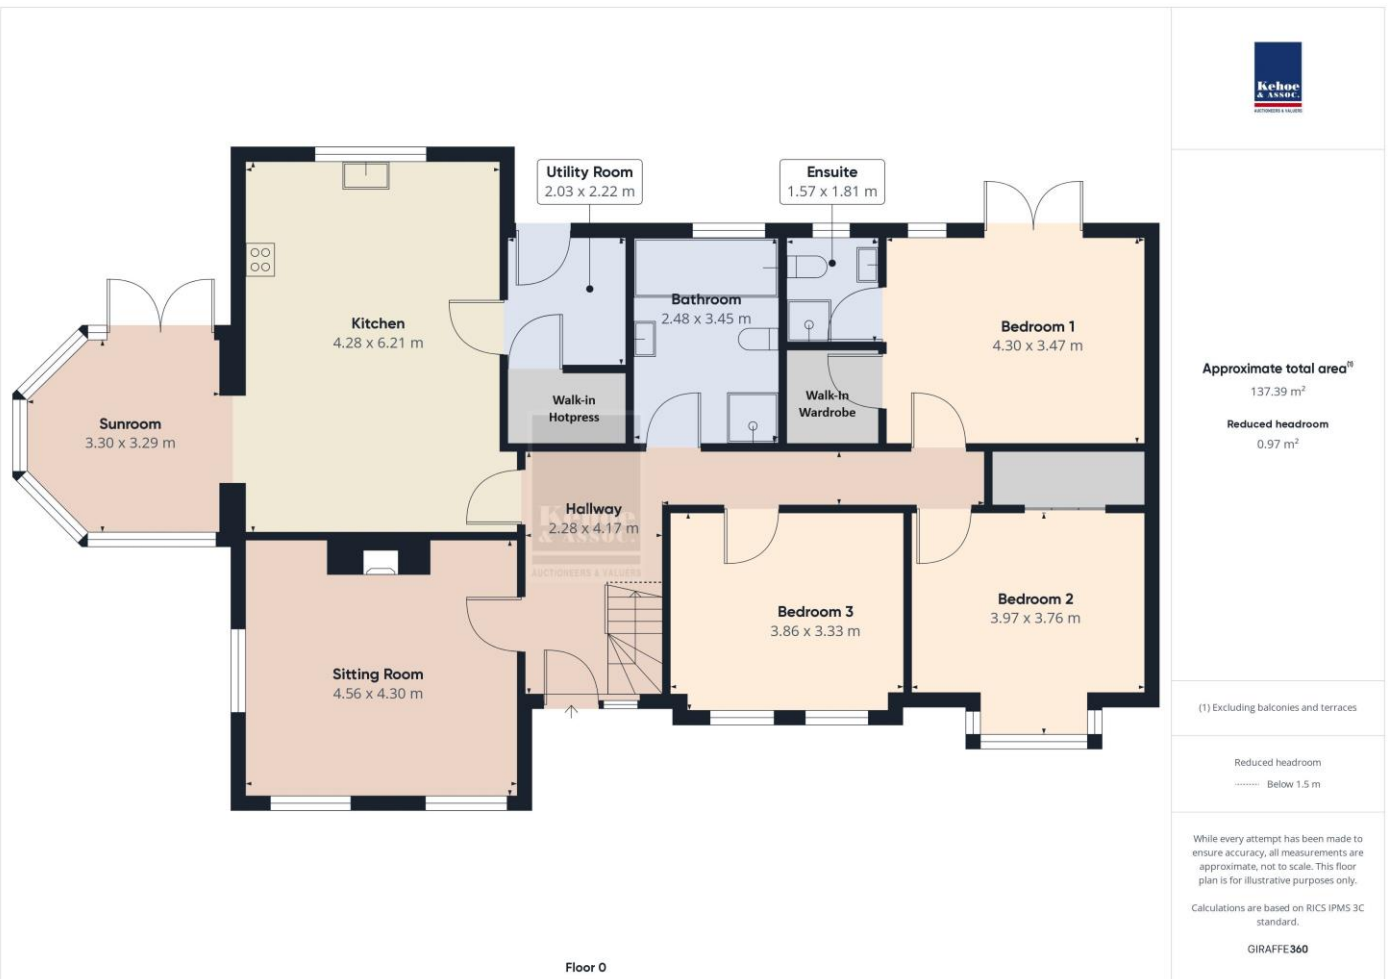 Kehoe
& ASSOC.
AUCTIONEERS & VALUERS
Utility Room
2.03 x 2.22 m
Ensuite
1.57 x 1.81 m
Kitchen
4.28 x 6.21 m
Bathroom
2.48 x 3.45 m
Bedroom 1
4.30 x 3.47 m
Sunroom
3.30 x 3.29 m
Walk-in
Hotpress
Walk-In
Wardrobe
Hallway
2.28 x 4.17 m
Kehoe
& ASSOC.
AUCTIONEERS & VALUERS
Bedroom 3
3.86 x 3.33 m
Bedroom 2
3.97 x 3.76 m
Sitting Room
4.56 x 4.30 m
Floor 0
Approximate total area(1)
137.39 m²
Reduced headroom
0.97 m²
(1) Excluding balconies and terraces
Reduced headroom
Below 1.5 m
While every attempt has been made to
ensure accuracy, all measurements are
approximate, not to scale. This floor
plan is for illustrative purposes only.
Calculations are based on RICS IPMS 3C
standard.
GIRAFFE360